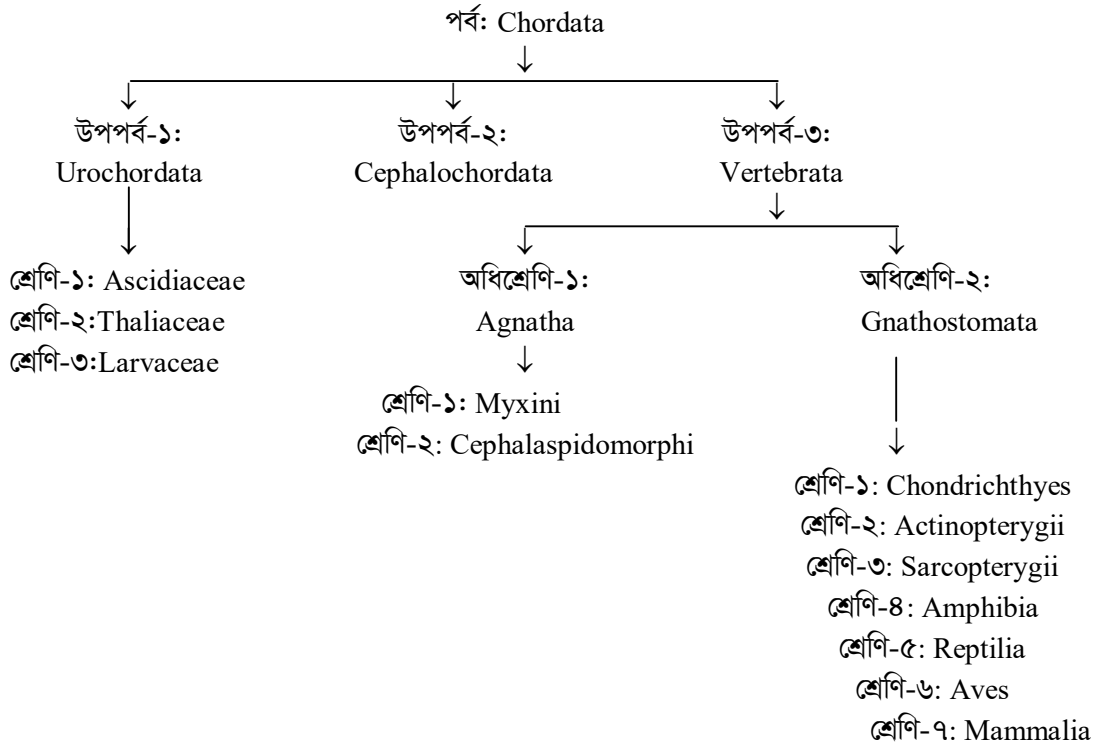 পর্ব: Chordata
উপপর্ব-১:
Urochordata
উপপর্ব-২:
Cephalochordata
উপপর্ব-৩:
Vertebrata
শ্রেণি-১: Ascidiaceae
শ্রেণি-২:Thaliaceae
শ্রেণি-৩:Larvaceae
অধিশ্রেণি-১:
Agnatha
শ্রেণি-১: Myxini
শ্রেণি-২: Cephalaspidomorphi
অধিশ্রেণি-২:
Gnathostomata
শ্রেণি-১: Chondrichthyes
শ্রেণি-২: Actinopterygii
শ্রেণি-৩: Sarcopterygii
শ্রেণি-৪: Amphibia
শ্রেণি-৫: Reptilia
শ্রেণি-৬: Aves
শ্রেণি-৭: Mammalia